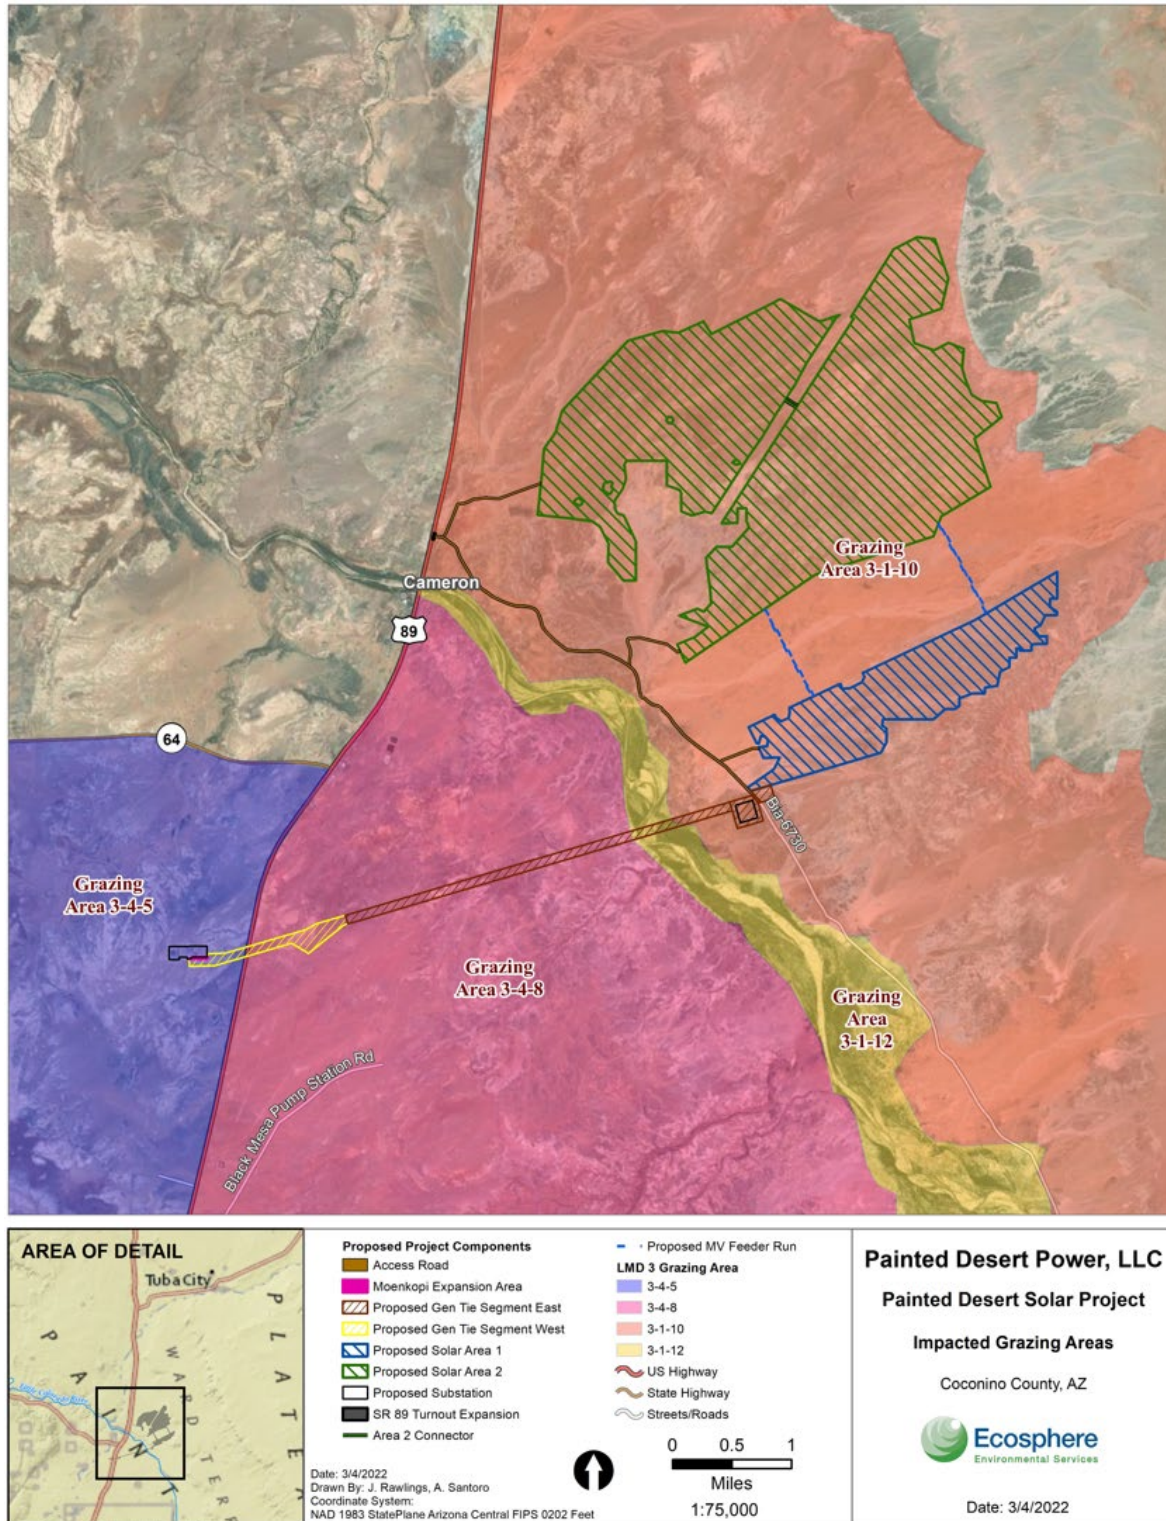 Grazing
Area 3-1-10
Cameron
89
64
Bia-6730
Grazing
Area 3-4-5
Grazing
Area 3-4-8
Grazing
Area
3-1-12
Black Mesa Pump Station Rd
AREA OF DETAIL
Tuba City
PAINT
WARD TERR
PLATE
Proposed Project Components
Access Road
Moenkopi Expansion Area
Proposed Gen Tie Segment East
Proposed Gen Tie Segment West
Proposed Solar Area 1
Proposed Solar Area 2
Proposed Substation
SR 89 Turnout Expansion
Area 2 Connector
Proposed MV Feeder Run
LMD 3 Grazing Area
3-4-5
3-4-8
3-1-10
3-1-12
US Highway
State Highway
Streets/Roads
Date: 3/4/2022
Drawn By: J. Rawlings, A. Santoro
Coordinate System:
NAD 1983 StatePlane Arizona Central FIPS 0202 Feet
0 0.5 1
Miles
1:75,000
Painted Desert Power, LLC
Painted Desert Solar Project
Impacted Grazing Areas
Coconino County, AZ
Ecosphere
Environmental Services
Date: 3/4/2022